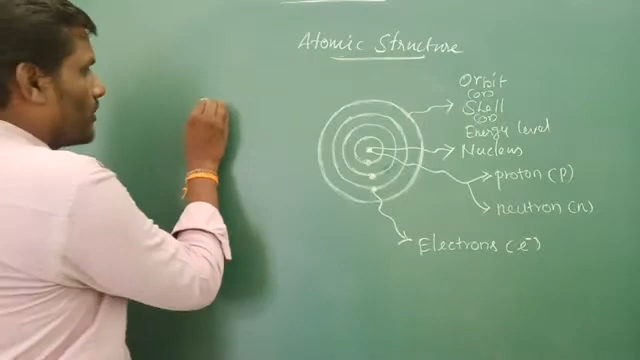 Atomic Structure
Orbit
(or)
Shell
(or)
Energy level
Nucleus
proton (P)
neutron (n)
Electrons (e⁻)